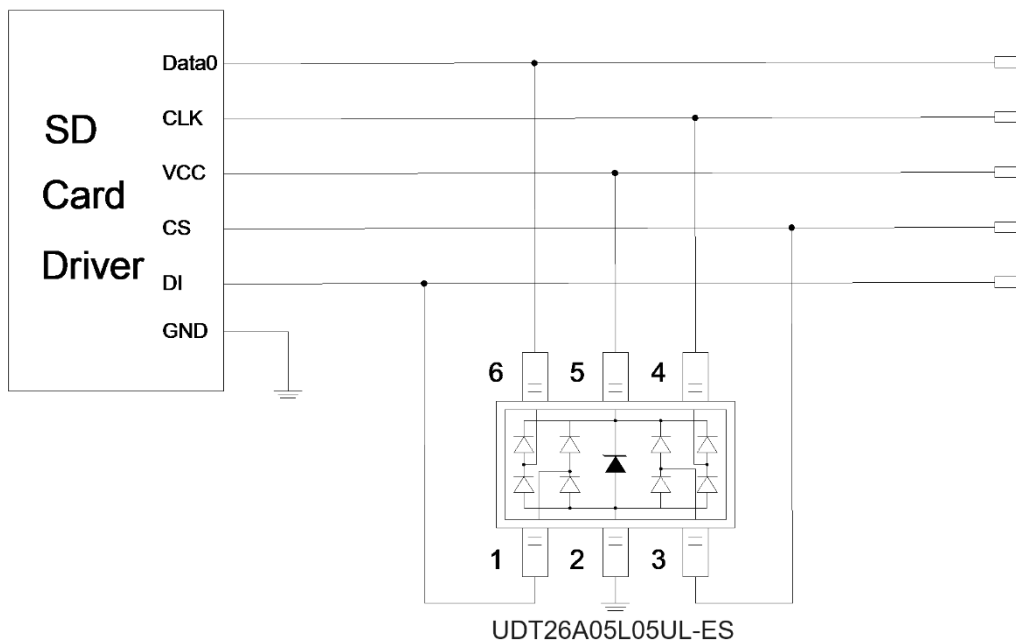 Data0
CLK
SD
VCC
Card
CS
Driver
DI
GND
6 5 4
1 2 3
UDT26A05L05UL-ES